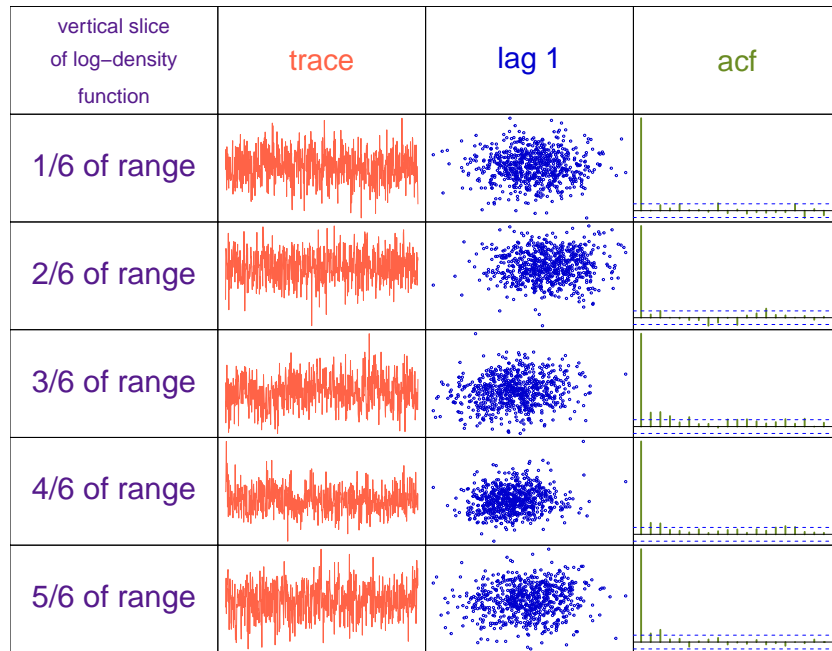 vertical slice
of log−density
function
trace
lag 1
acf
1/6 of range
2/6 of range
3/6 of range
4/6 of range
5/6 of range